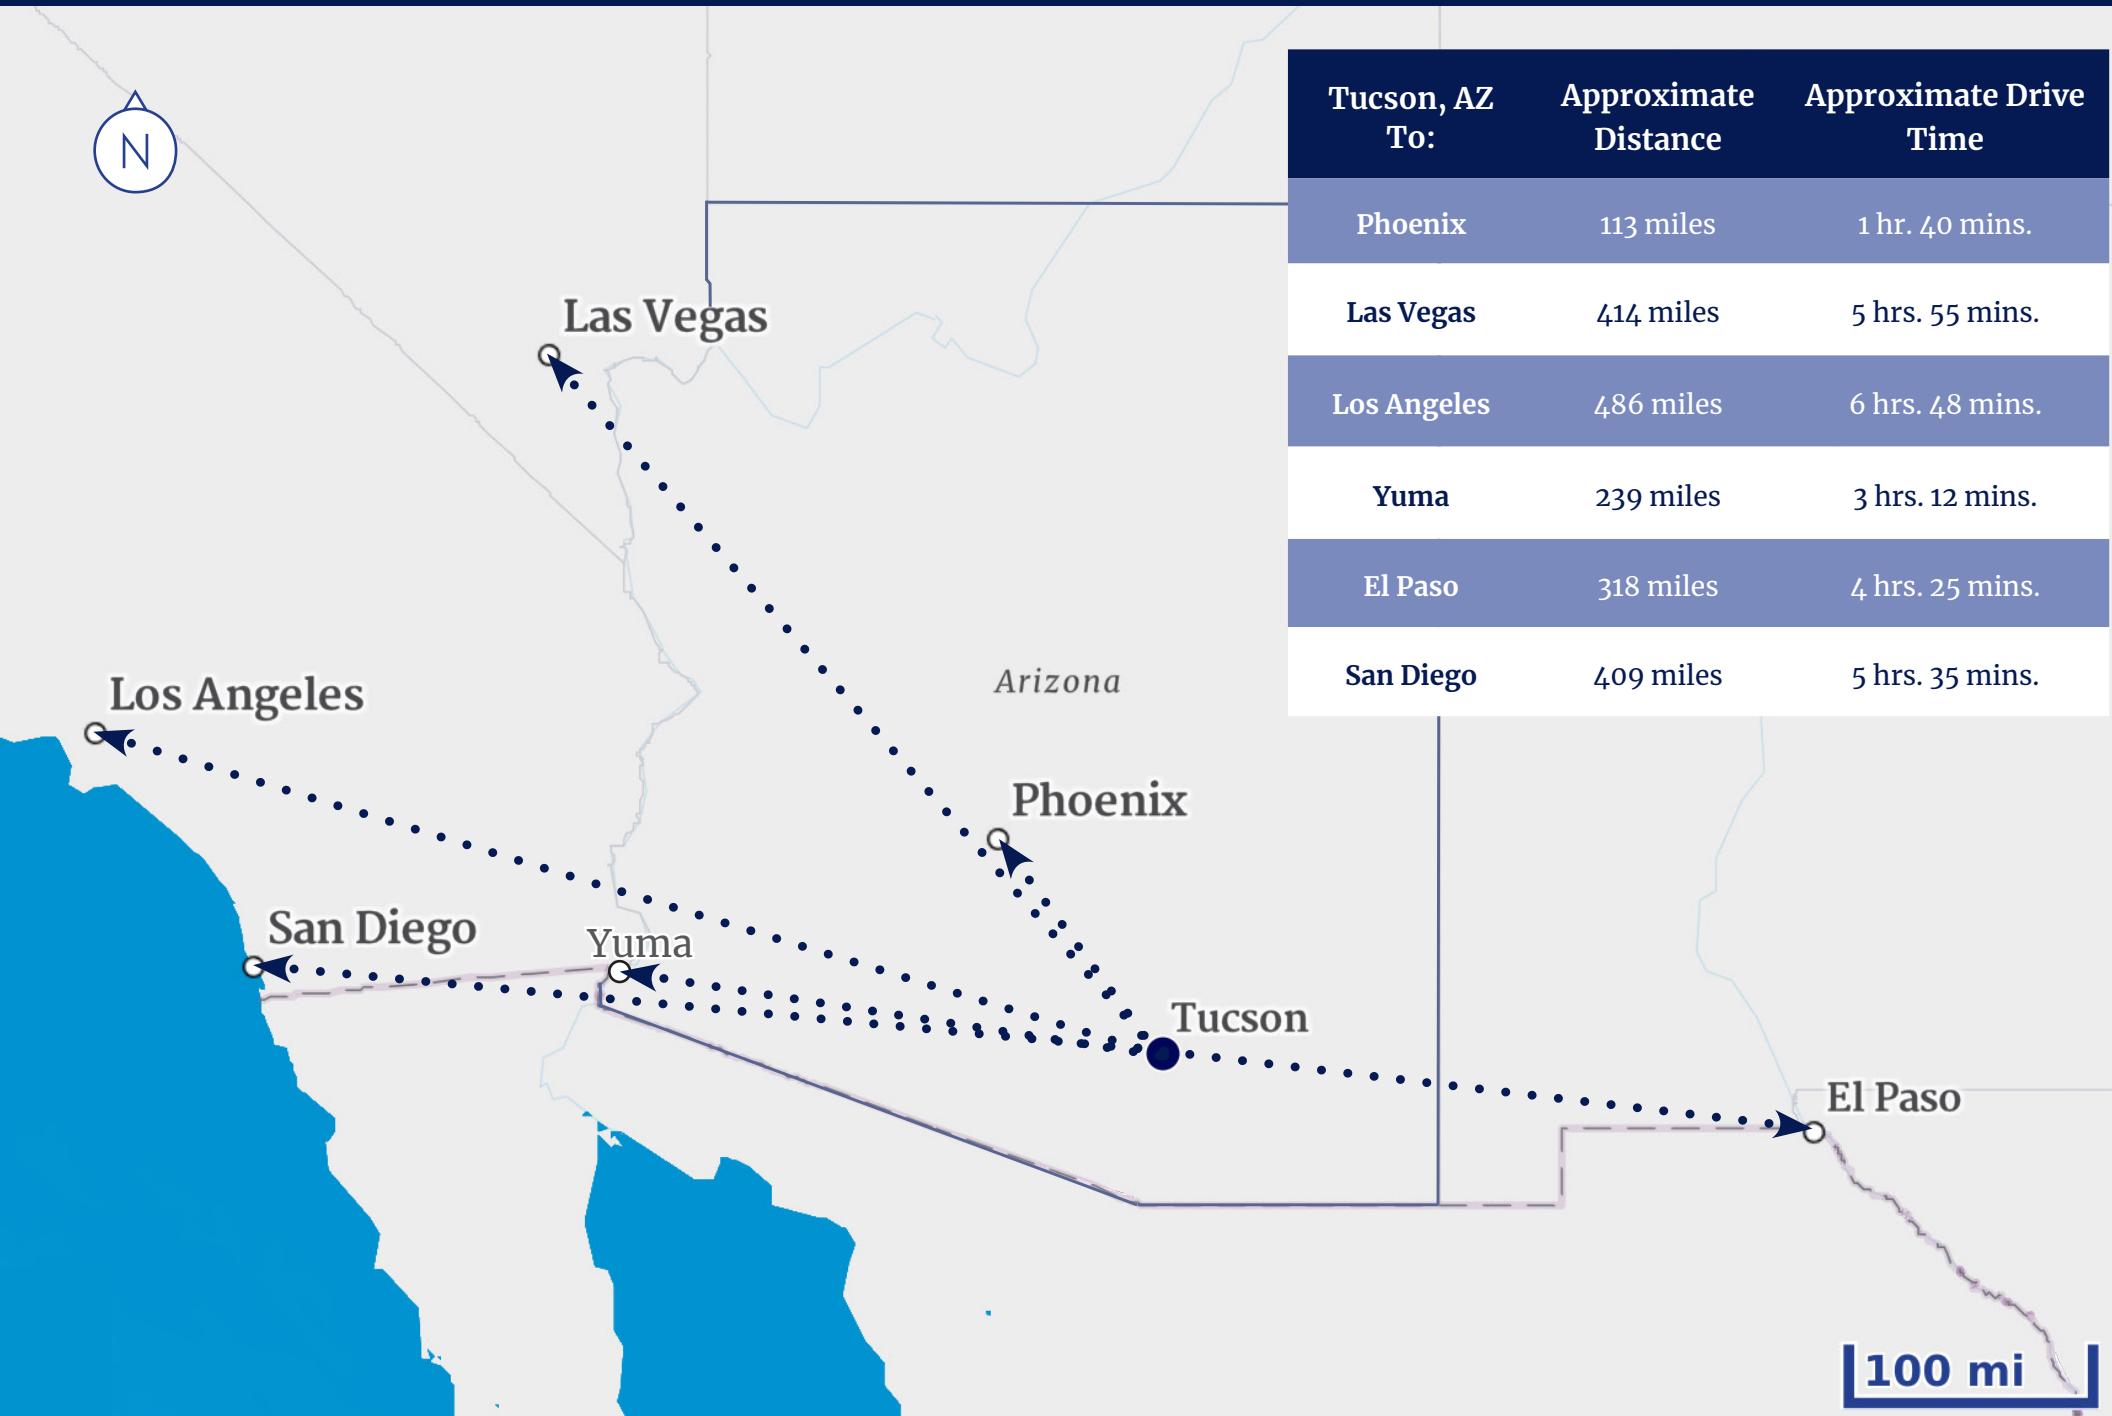 N
Tucson, AZ To:
Approximate Distance
Approximate Drive Time
Phoenix 113 miles 1 hr. 40 mins.
Las Vegas 414 miles 5 hrs. 55 mins.
Los Angeles 486 miles 6 hrs. 48 mins.
Yuma 239 miles 3 hrs. 12 mins.
El Paso 318 miles 4 hrs. 25 mins.
San Diego 409 miles 5 hrs. 35 mins.
Las Vegas
Los Angeles
Arizona
Phoenix
San Diego
Yuma
Tucson
El Paso
100 mi